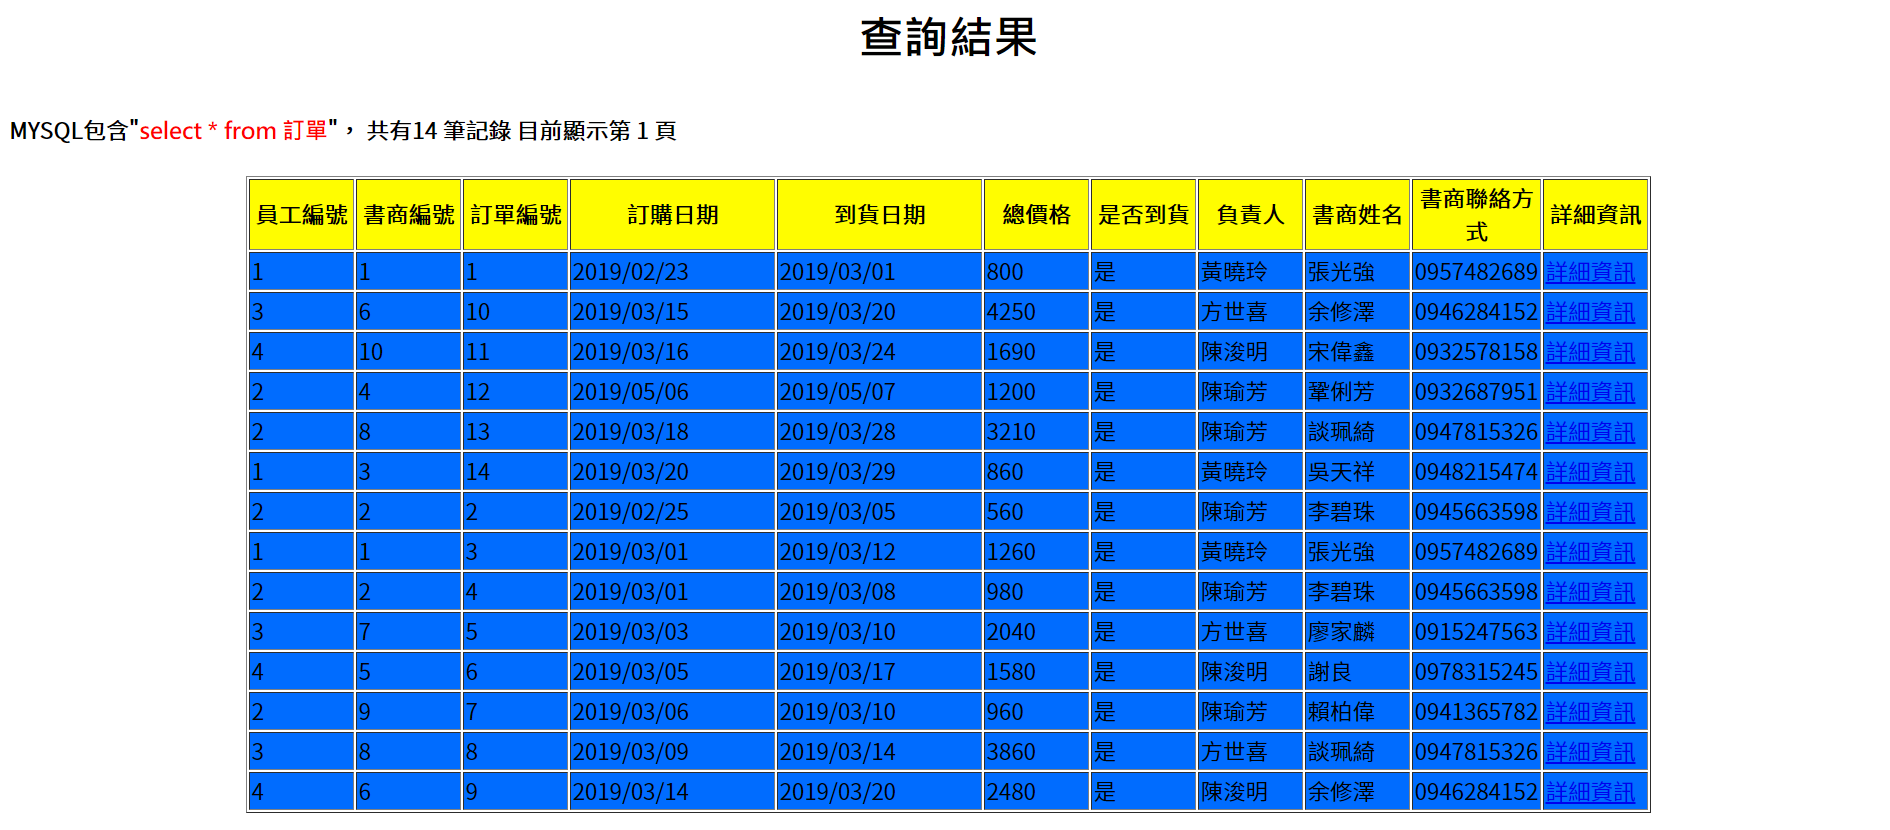 查詢結果
MYSQL包含"select * from 訂單"， 共有14 筆記錄 目前顯示第 1 頁
員工編號 書商編號 訂單編號 訂購日期 到貨日期 總價格 是否到貨 負責人 書商姓名 書商聯絡方式 詳細資訊
1 1 1 2019/02/23 2019/03/01 800 是 黃曉玲 張光強 0957482689 詳細資訊
3 6 10 2019/03/15 2019/03/20 4250 是 方世喜 余修澤 0946284152 詳細資訊
4 10 11 2019/03/16 2019/03/24 1690 是 陳浚明 宋偉鑫 0932578158 詳細資訊
2 4 12 2019/05/06 2019/05/07 1200 是 陳瑜芳 鞏俐芳 0932687951 詳細資訊
2 8 13 2019/03/18 2019/03/28 3210 是 陳瑜芳 談珮綺 0947815326 詳細資訊
1 3 14 2019/03/20 2019/03/29 860 是 黃曉玲 吳天祥 0948215474 詳細資訊
2 2 2 2019/02/25 2019/03/05 560 是 陳瑜芳 李碧珠 0945663598 詳細資訊
1 1 3 2019/03/01 2019/03/12 1260 是 黃曉玲 張光強 0957482689 詳細資訊
2 2 4 2019/03/01 2019/03/08 980 是 陳瑜芳 李碧珠 0945663598 詳細資訊
3 7 5 2019/03/03 2019/03/10 2040 是 方世喜 廖家麟 0915247563 詳細資訊
4 5 6 2019/03/05 2019/03/17 1580 是 陳浚明 謝良 0978315245 詳細資訊
2 9 7 2019/03/06 2019/03/10 960 是 陳瑜芳 賴柏偉 0941365782 詳細資訊
3 8 8 2019/03/09 2019/03/14 3860 是 方世喜 談珮綺 0947815326 詳細資訊
4 6 9 2019/03/14 2019/03/20 2480 是 陳浚明 余修澤 0946284152 詳細資訊